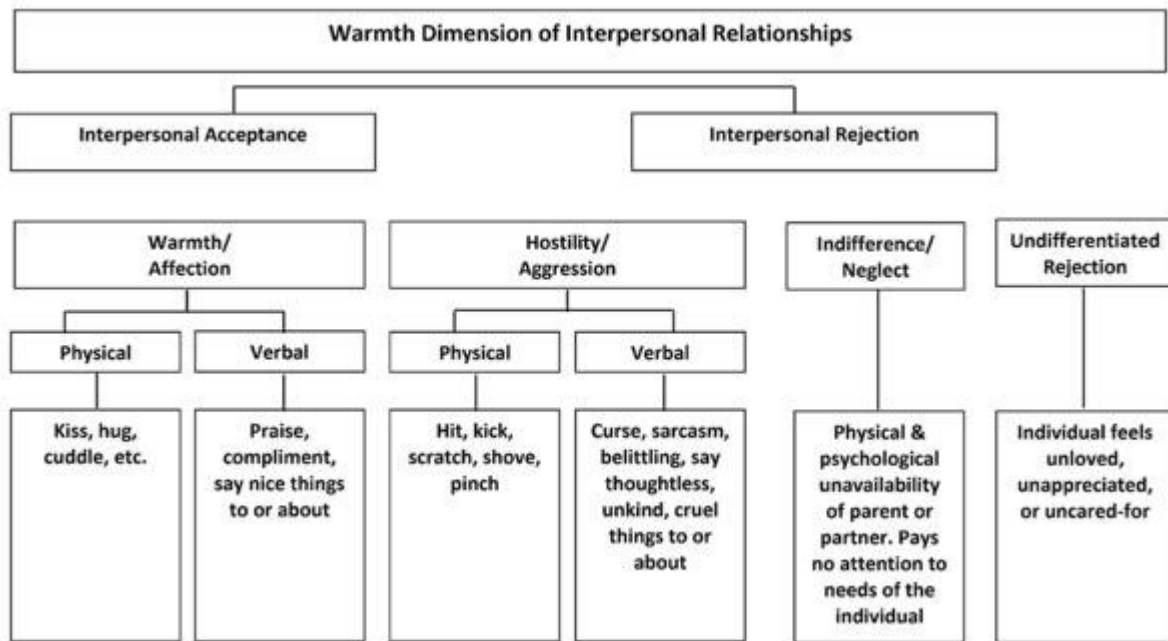 Warmth Dimension of Interpersonal Relationships
Interpersonal Acceptance
Interpersonal Rejection
Warmth/
Affection
Hostility/
Aggression
Indifference/
Neglect
Undifferentiated
Rejection
Physical
Verbal
Physical
Verbal
Kiss, hug,
cuddle, etc.
Praise,
compliment,
say nice things
to or about
Hit, kick,
scratch, shove,
pinch
Curse, sarcasm,
belittling, say
thoughtless,
unkind, cruel
things to or
about
Physical &
psychological
unavailability
of parent or
partner. Pays
no attention to
needs of the
individual
Individual feels
unloved,
unappreciated,
or uncared-for